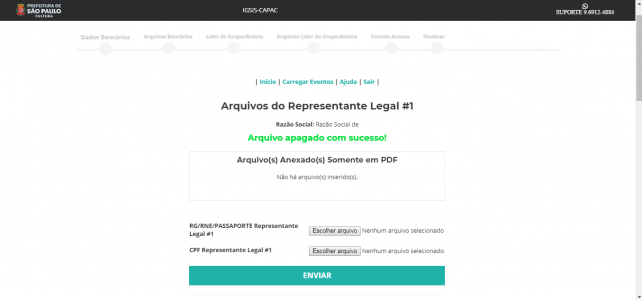 PREFEITURA DE
SÃO PAULO
CULTURA
IGSIS-CAPAC
SUPORTE 9.6912-4884
Dados Bancários
Arquivos Bancários
Líder do Grupo/Artista
Arquivos Líder do Grupo/Artista
Demais Anexos
Finalizar
| Início | Carregar Eventos | Ajuda | Sair |
Arquivos do Representante Legal #1
Razão Social: Razão Social de
Arquivo apagado com sucesso!
Arquivo(s) Anexado(s) Somente em PDF
Não há arquivo(s) inserido(s).
RG/RNE/PASSAPORTE Representante
Legal #1
Escolher arquivo Nenhum arquivo selecionado
CPF Representante Legal #1 Escolher arquivo Nenhum arquivo selecionado
ENVIAR